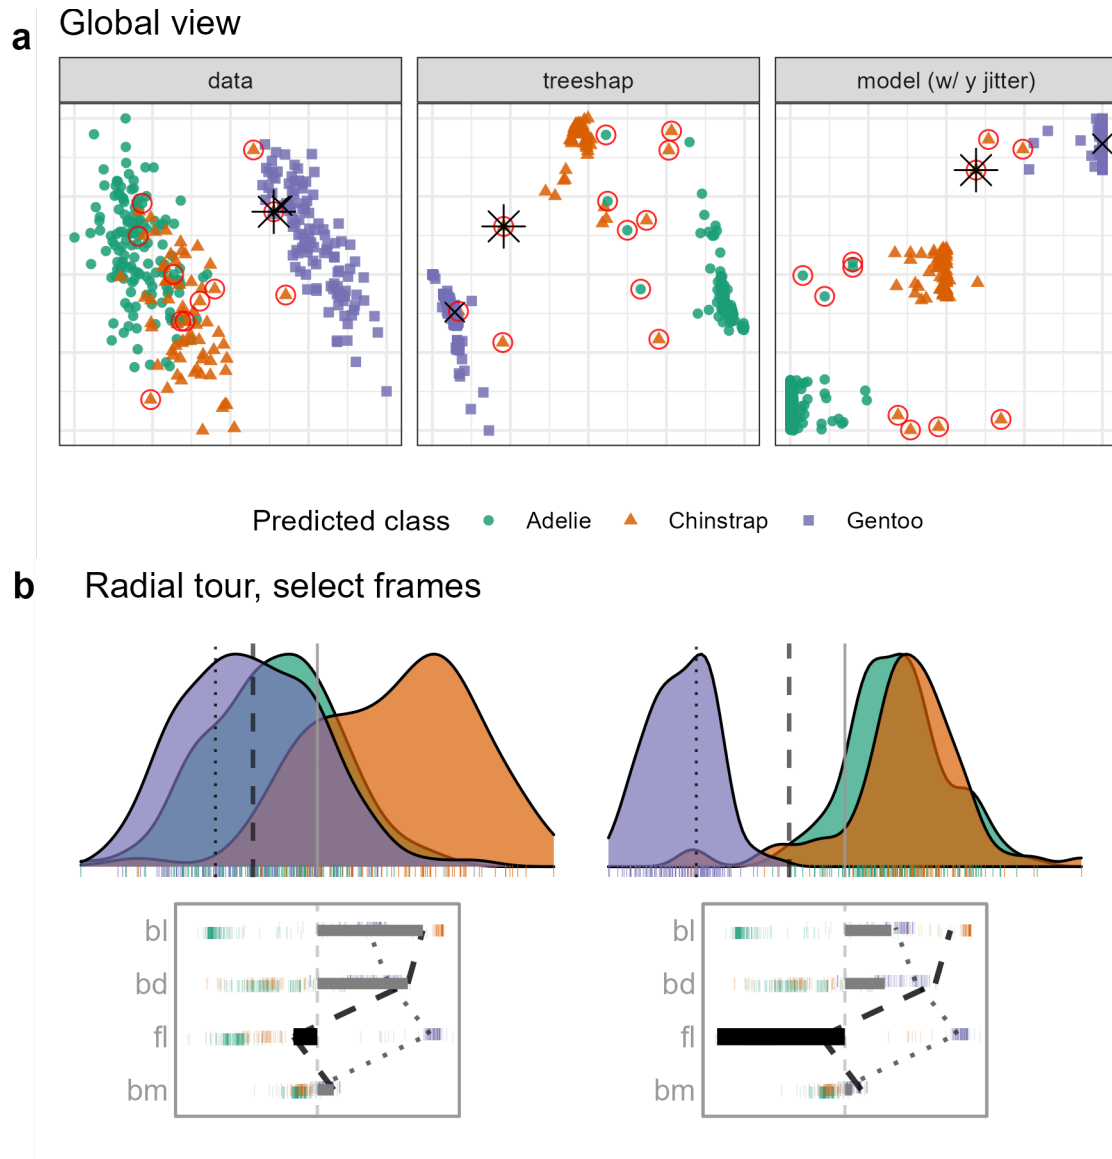 a
Global view
data
treeshap
model (w/ y jitter)
Predicted class
Adelie
Chinstrap
Gentoo
b
Radial tour, select frames
bl
bd
fl
bm
bl
bd
fl
bm